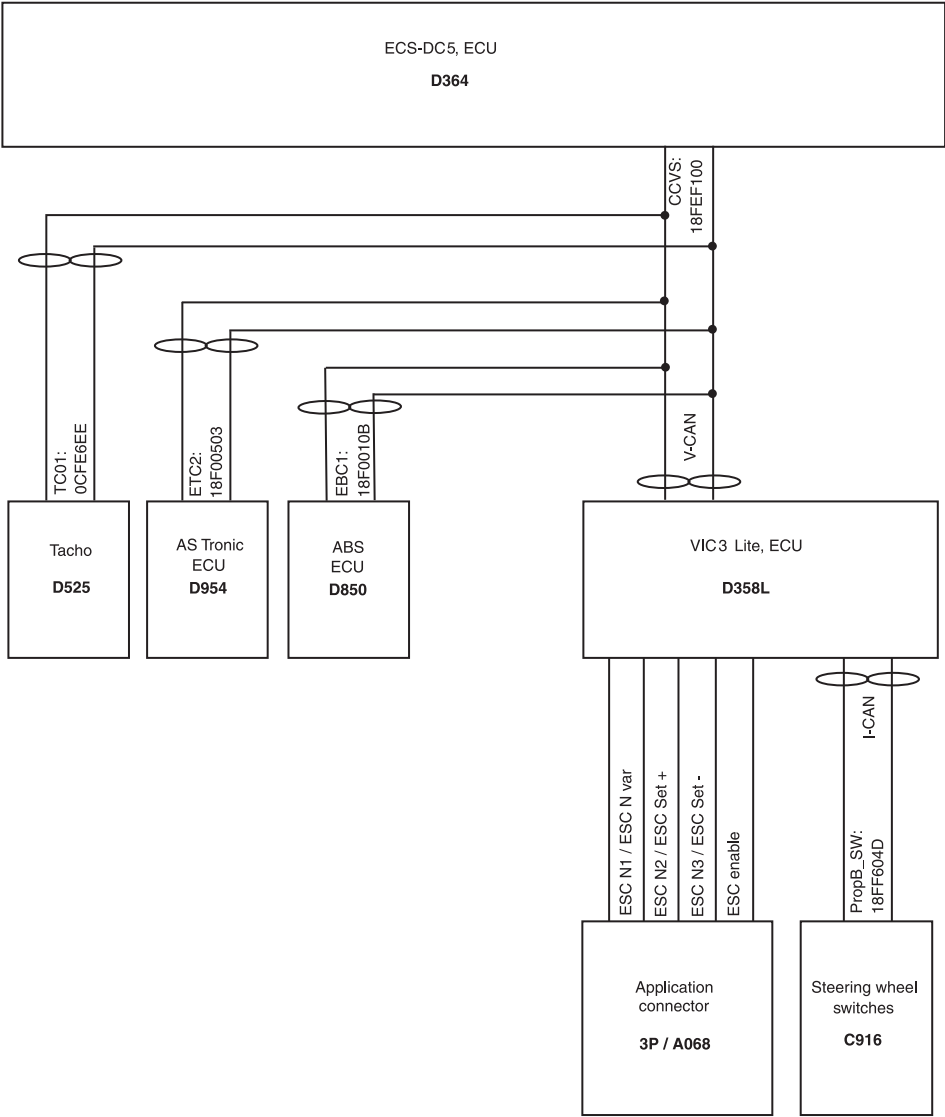 ECS-DC5, ECU
D364
CCVS:
18FEF100
TC01:
0CFE6EE
ETC2:
18F00503
EBC1:
18F0010B
V-CAN
Tacho
D525
AS Tronic
ECU
D954
ABS
ECU
D850
VIC3 Lite, ECU
D358L
ESC N1 / ESC N var
ESC N2 / ESC Set +
ESC N3 / ESC Set -
ESC enable
I-CAN
PropB_SW:
18FF604D
Application
connector
3P / A068
Steering wheel
switches
C916